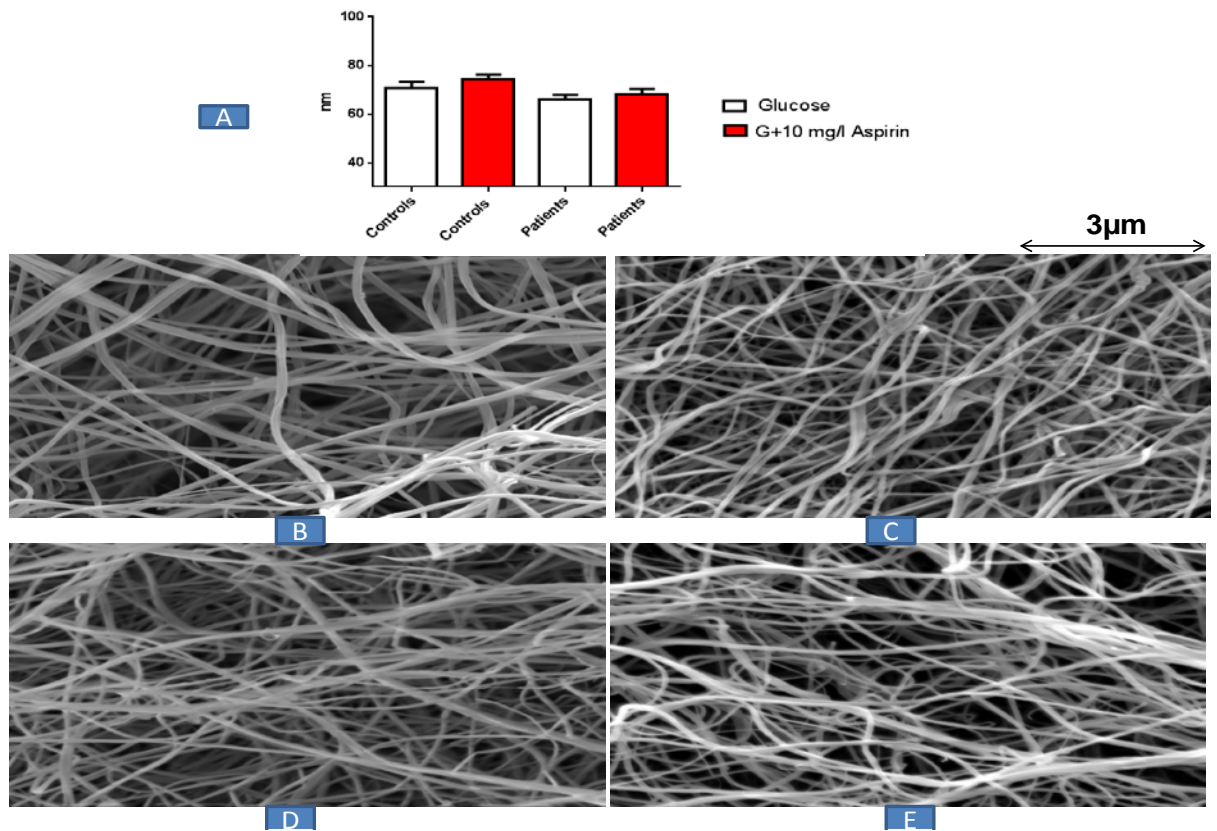 100
80
60
40
nm
A
Controls
Controls
Patients
Patients
Glucose
G+10 mg/l Aspirin
3µm
B
C
D
E